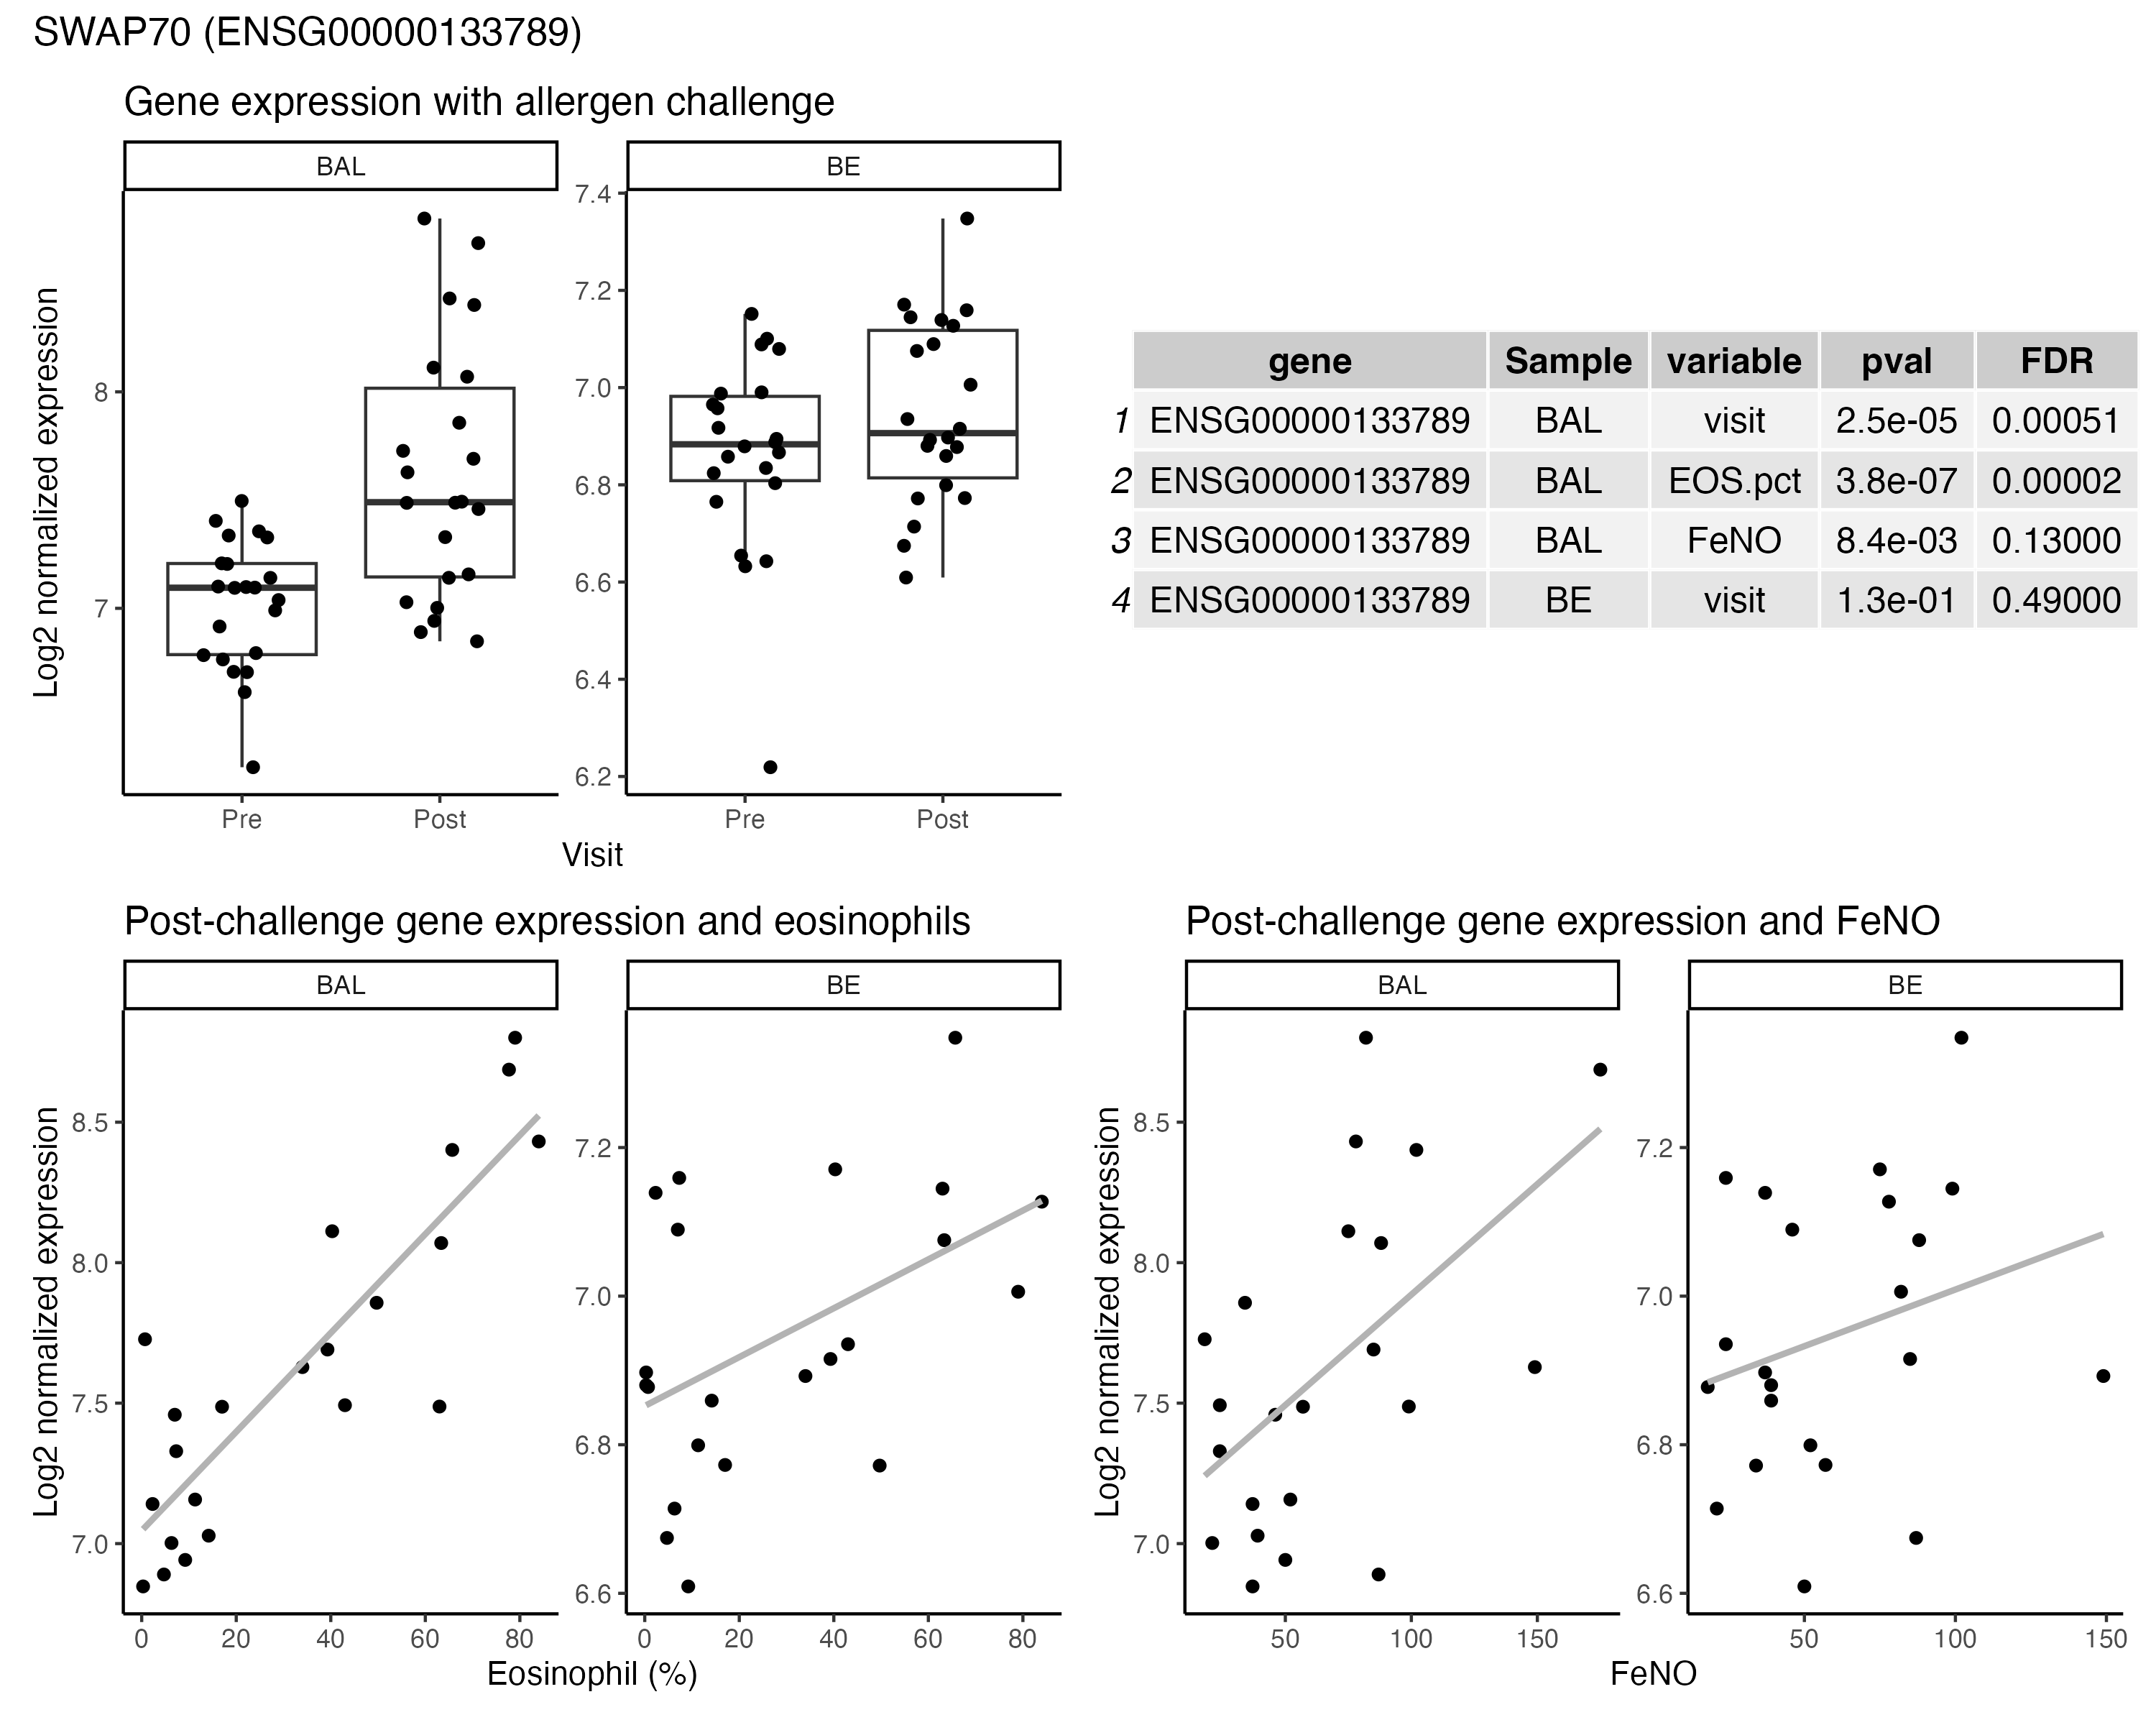 SWAP70 (ENSG00000133789)
Gene expression with allergen challenge
BAL
BE
Log2 normalized expression
8
7
7.4
7.2
7.0
6.8
6.6
6.4
6.2
Pre
Post
Pre
Post
Visit
gene Sample variable pval FDR
1 ENSG00000133789 BAL visit 2.5e-05 0.00051
2 ENSG00000133789 BAL EOS.pct 3.8e-07 0.00002
3 ENSG00000133789 BAL FeNO 8.4e-03 0.13000
4 ENSG00000133789 BE visit 1.3e-01 0.49000
Post-challenge gene expression and eosinophils
BAL
BE
Log2 normalized expression
8.5
8.0
7.5
7.0
7.2
7.0
6.8
6.6
0 20 40 60 80
0 20 40 60 80
Eosinophil (%)
Post-challenge gene expression and FeNO
BAL
BE
Log2 normalized expression
8.5
8.0
7.5
7.0
7.2
7.0
6.8
6.6
50 100 150
50 100 150
FeNO